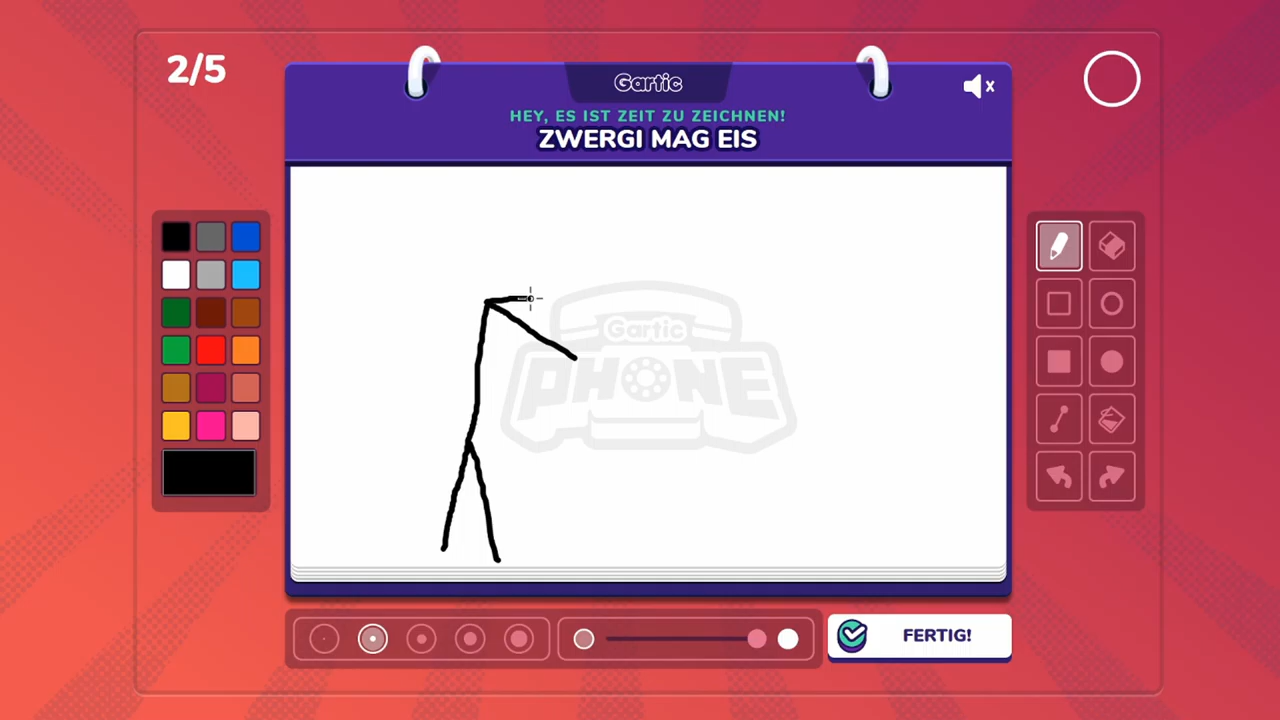 2/5
Gartic
HEY, ES IST ZEIT ZU ZEICHNEN!
ZWERGI MAG EIS
Gartic
PHONE
FERTIG!